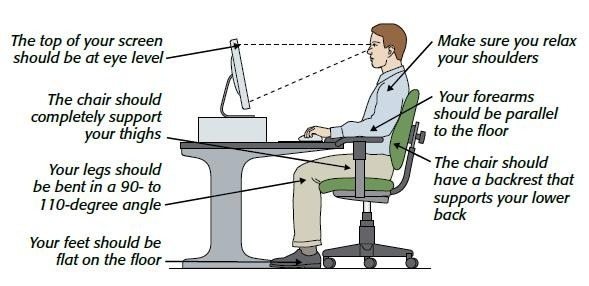 The top of your screen
should be at eye level
The chair should
completely support
your thighs
Your legs should
be bent in a 90- to
110-degree angle
Your feet should be
flat on the floor
Make sure you relax
your shoulders
Your forearms
should be parallel
to the floor
The chair should
have a backrest that
supports your lower
back